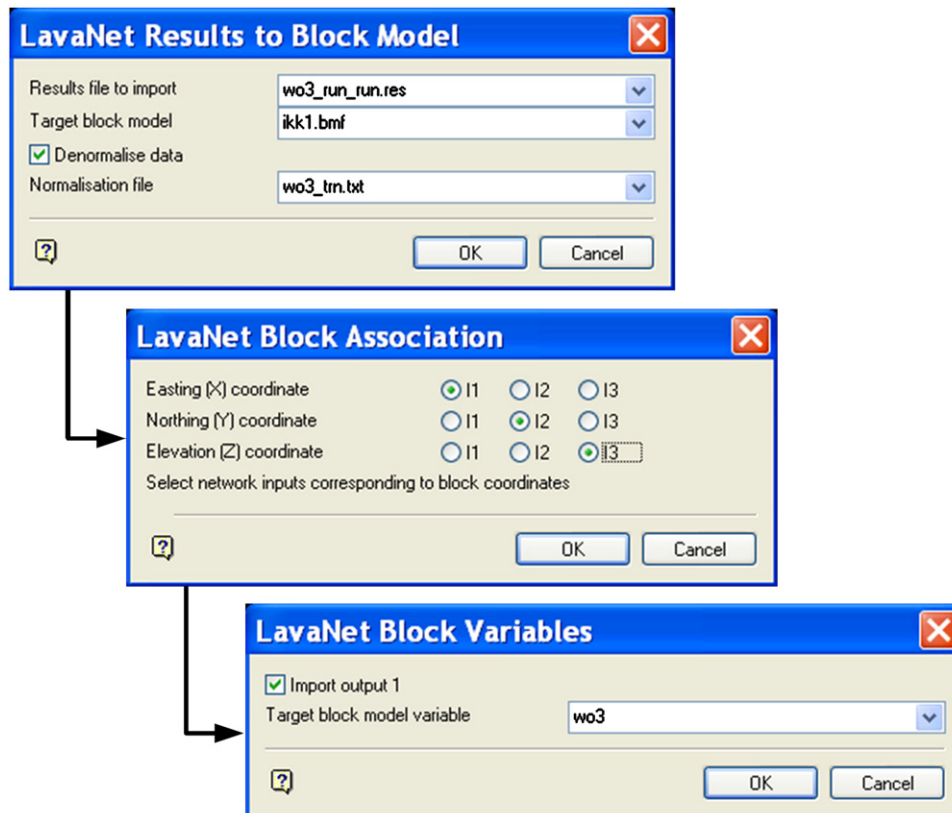 LavaNet Results to Block Model
Results file to import wo3_run_run.res
Target block model ikk1.bmf
Denormalise data
Normalisation file wo3_trn.txt
? OK Cancel
LavaNet Block Association
Easting (X) coordinate I1 I2 I3
Northing (Y) coordinate I1 I2 I3
Elevation (Z) coordinate I1 I2 I3
Select network inputs corresponding to block coordinates
? OK Cancel
LavaNet Block Variables
Import output 1
Target block model variable wo3
? OK Cancel